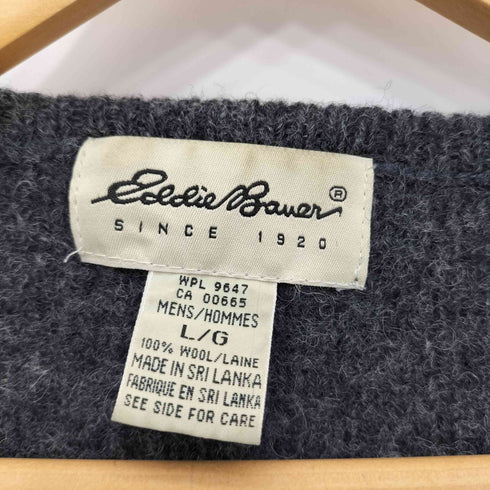 Eddie Bauer®
SINCE 1920
WPL 9647
CA 00665
MENS/HOMMES
L/G
100% WOOL/LAINE
MADE IN SRI LANKA
FABRIQUE EN SRI LANKA
SEE SIDE FOR CARE